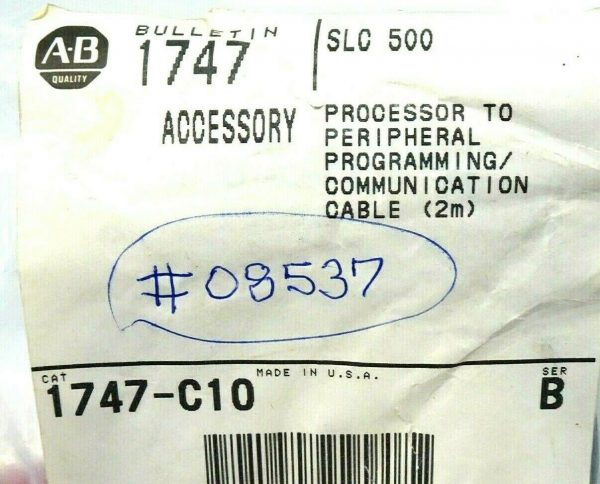 A·B
QUALITY
BULLETIN
1747
SLC 500
ACCESSORY
PROCESSOR TO
PERIPHERAL
PROGRAMMING/
COMMUNICATION
CABLE (2m)
#08537
CAT
MADE IN U.S.A.
SER
1747-C10
B